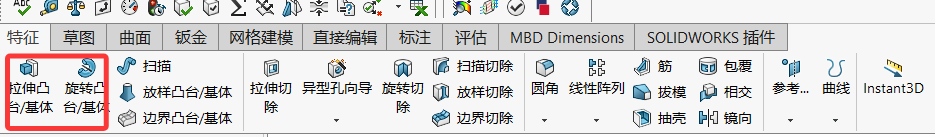 Abc
特征 草图 曲面 钣金 网格建模 直接编辑 标注 评估 MBD Dimensions SOLIDWORKS 插件
拉伸凸台/基体
旋转凸台/基体
扫描
放样凸台/基体
边界凸台/基体
拉伸切除
异型孔向导
旋转切除
扫描切除
放样切除
边界切除
圆角
线性阵列
筋
拔模
抽壳
包覆
相交
镜向
参考...
曲线
Instant3D